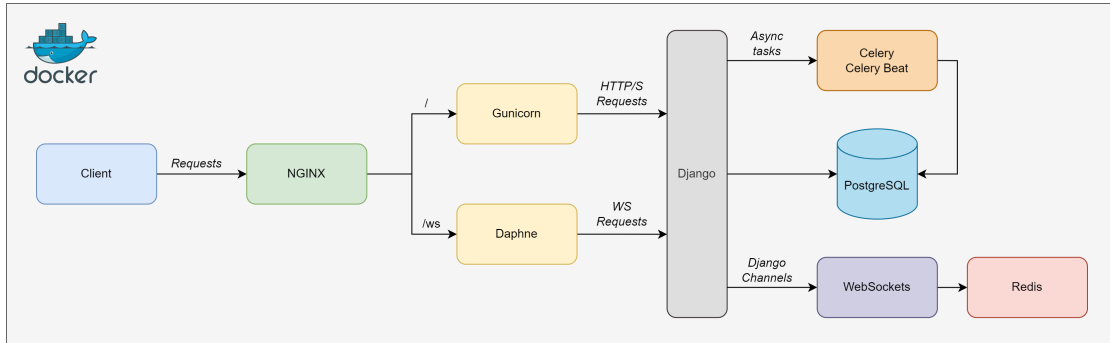 docker
Client
Requests
NGINX
/
/ws
Gunicorn
Daphne
HTTP/S
Requests
WS
Requests
Django
Async
tasks
Celery
Celery Beat
PostgreSQL
Django
Channels
WebSockets
Redis